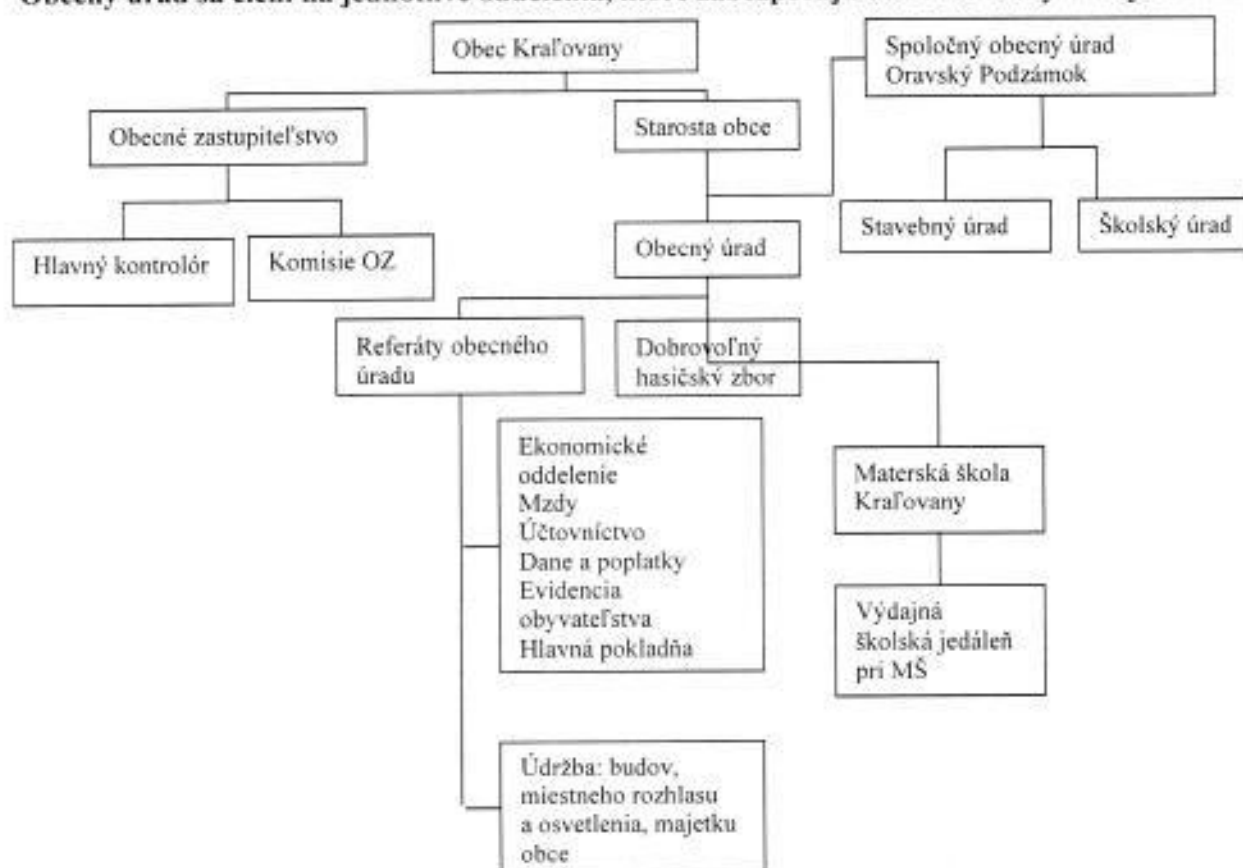 Obec Kraľovany
Spoločný obecný úrad
Oravský Podzámok
Obecné zastupiteľstvo
Starosta obce
Stavebný úrad
Školský úrad
Hlavný kontrolór
Komisie OZ
Obecný úrad
Referáty obecného
úradu
Dobrovoľný
hasičský zbor
Ekonomické
oddelenie
Mzdy
Účtovníctvo
Dane a poplatky
Evidencia
obyvateľstva
Hlavná pokladňa
Materská škola
Kraľovany
Výdajná
školská jedáleň
pri MŠ
Údržba: budov,
miestneho rozhlasu
a osvetlenia, majetku
obce